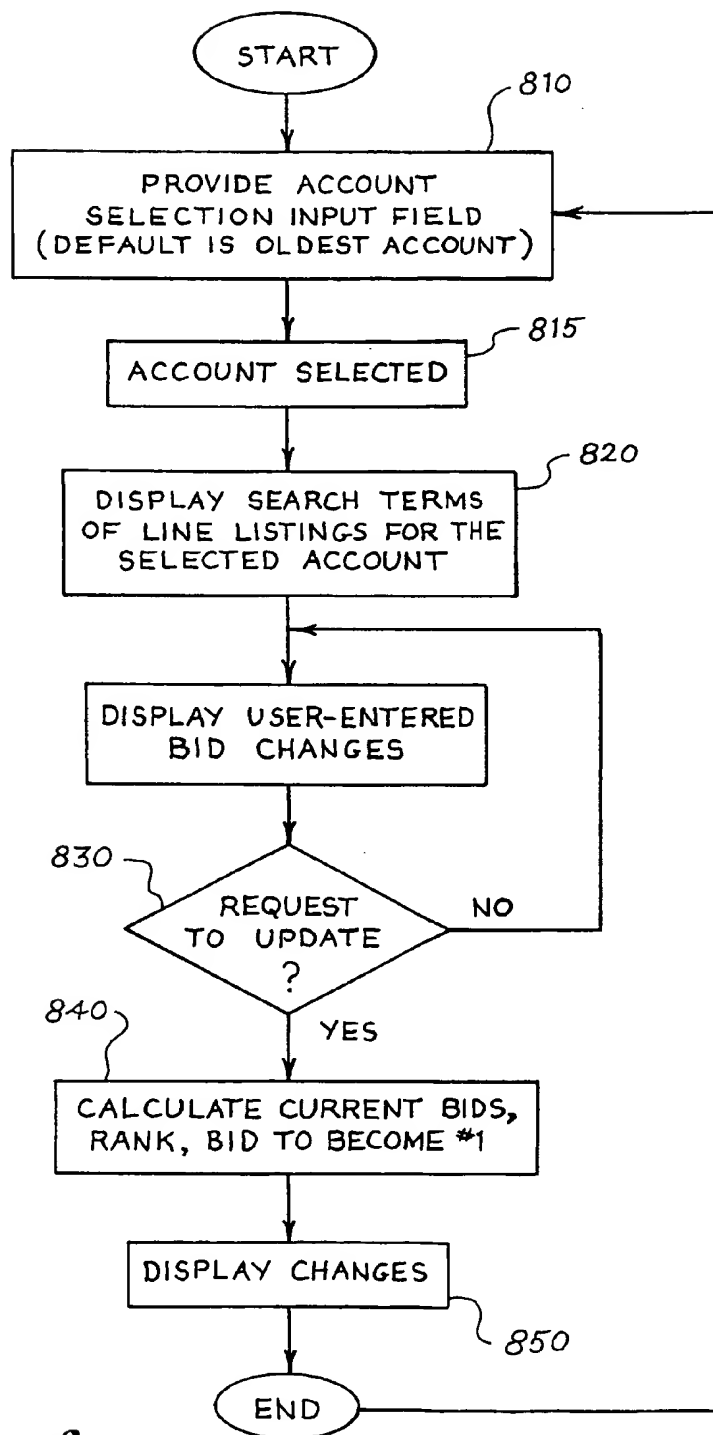 START
810
PROVIDE ACCOUNT
SELECTION INPUT FIELD
(DEFAULT IS OLDEST ACCOUNT)
815
ACCOUNT SELECTED
820
DISPLAY SEARCH TERMS
OF LINE LISTINGS FOR THE
SELECTED ACCOUNT
DISPLAY USER-ENTERED
BID CHANGES
830
REQUEST
TO UPDATE
?
NO
YES
840
CALCULATE CURRENT BIDS,
RANK, BID TO BECOME #1
DISPLAY CHANGES
850
END